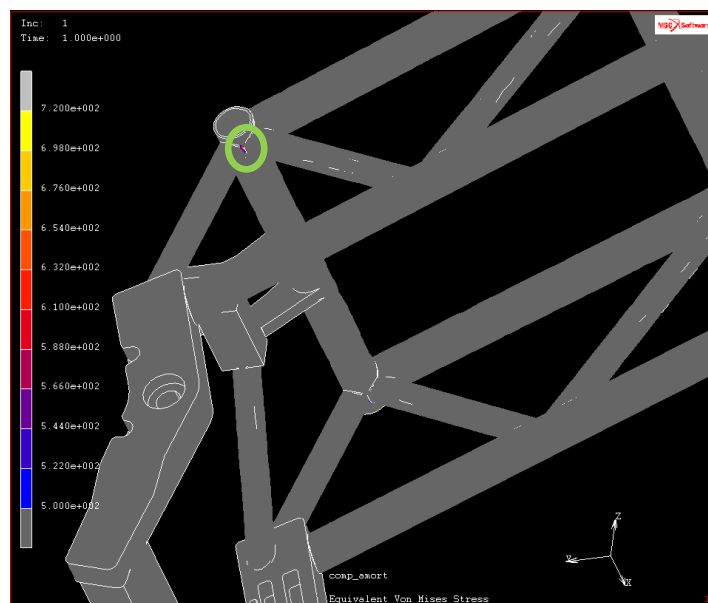 Inc: 1
Time: 1.000e+000
MSC Software
7.200e+002
6.980e+002
6.760e+002
6.540e+002
6.320e+002
6.100e+002
5.880e+002
5.660e+002
5.440e+002
5.220e+002
5.000e+002
Z
Y
X
comp_amort
Equivalent Von Mises Stress